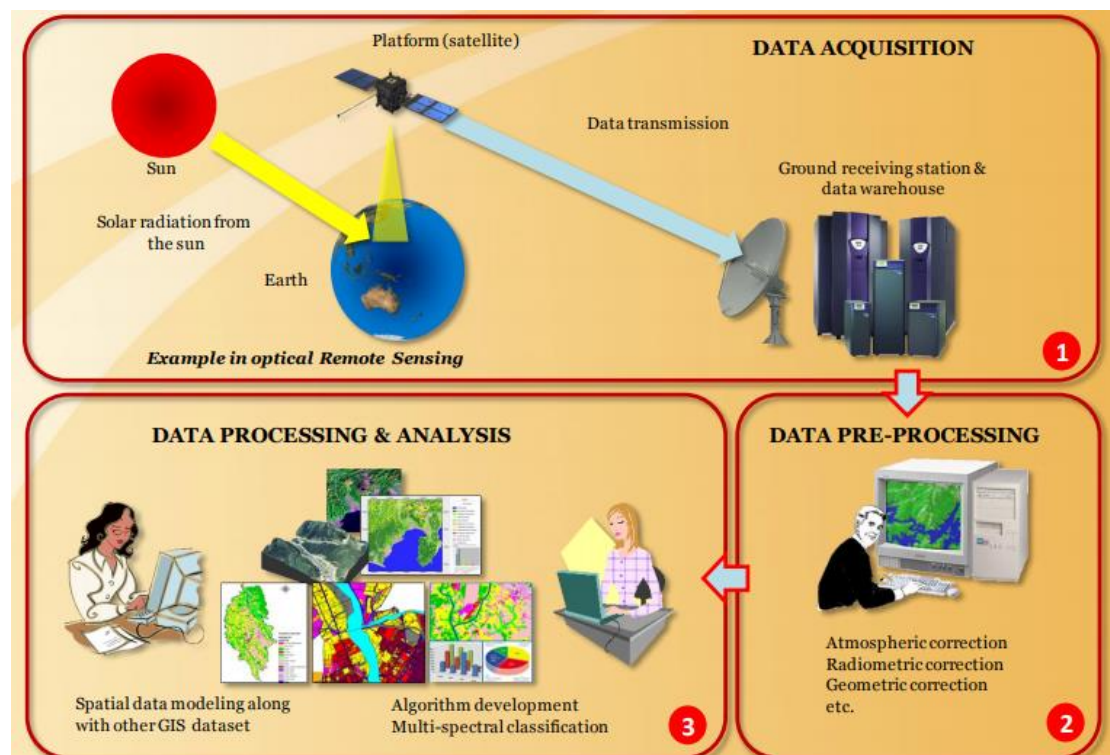 Platform (satellite)
DATA ACQUISITION
Data transmission
Sun
Ground receiving station &
data warehouse
Solar radiation from
the sun
Earth
Example in optical Remote Sensing
1
DATA PROCESSING & ANALYSIS
DATA PRE-PROCESSING
Spatial data modeling along
with other GIS dataset
Algorithm development
Multi-spectral classification
3
Atmospheric correction
Radiometric correction
Geometric correction
etc.
2